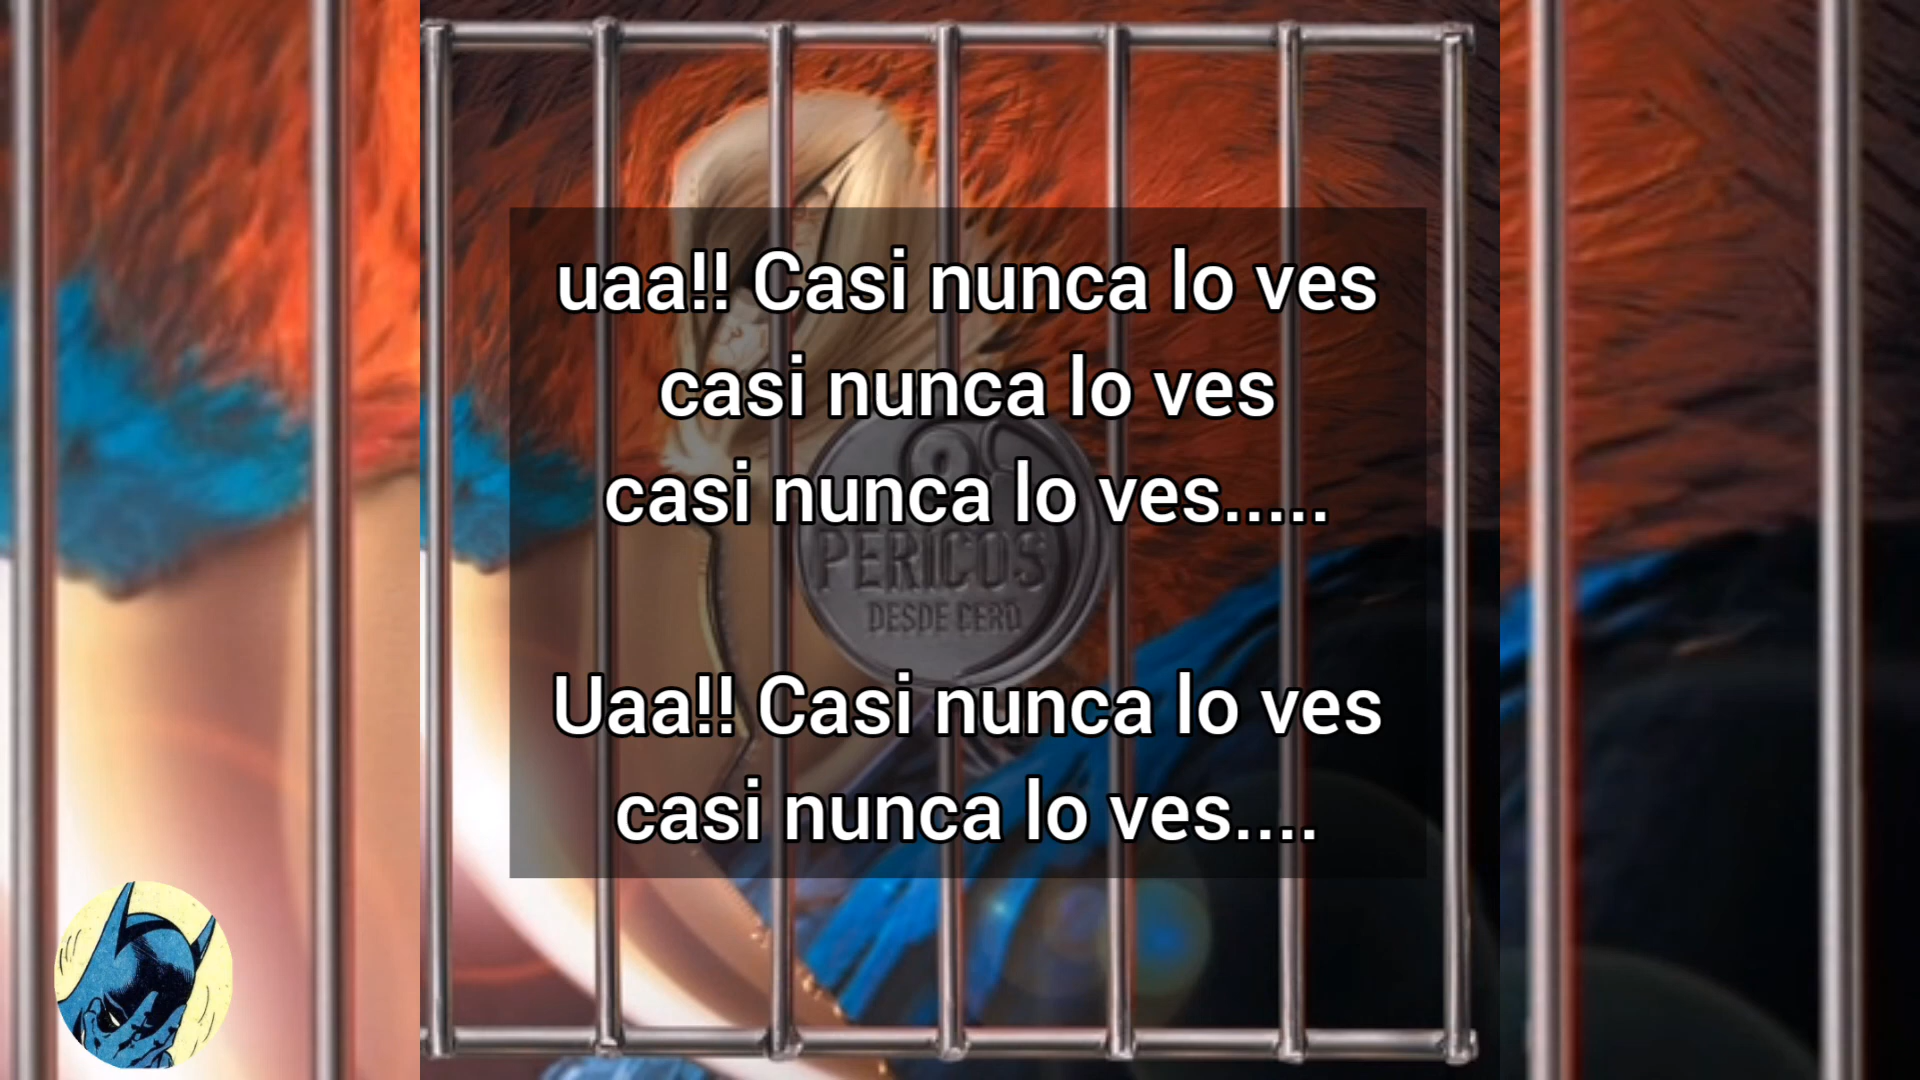 uaa!! Casi nunca lo ves
casi nunca lo ves
casi nunca lo ves.....
PERICOS
DESDE CERO
Uaa!! Casi nunca lo ves
casi nunca lo ves....